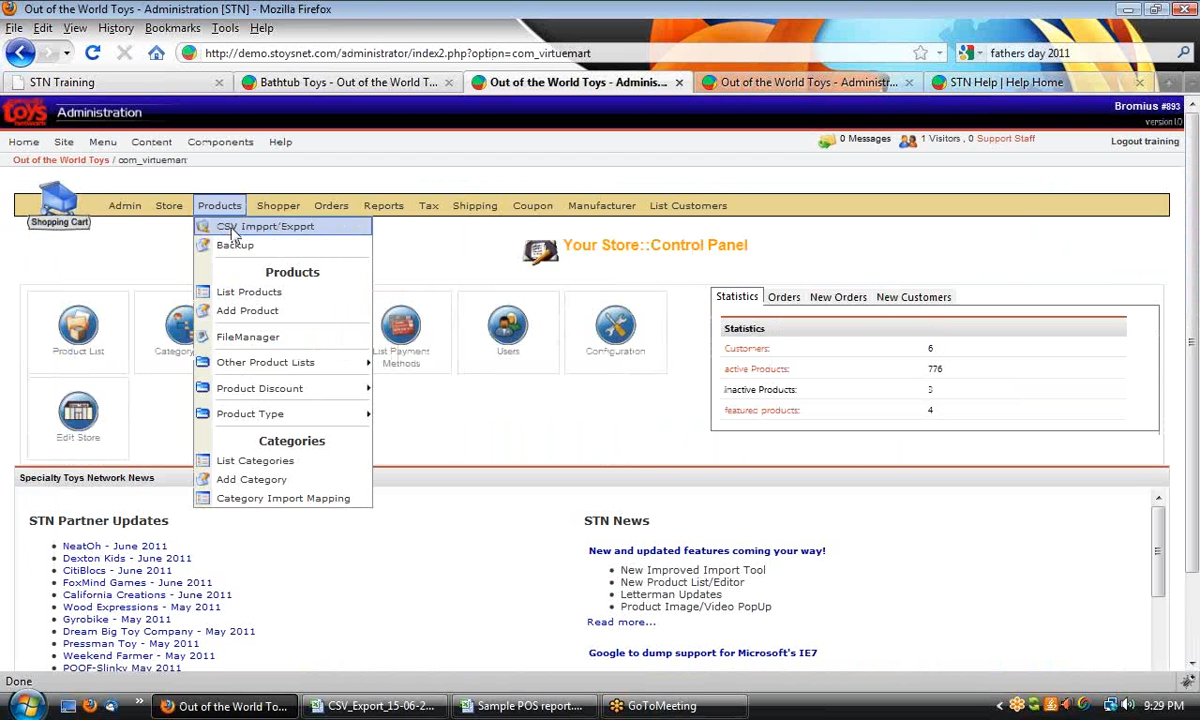 Out of the World Toys - Administration [STN] - Mozilla Firefox
File Edit View History Bookmarks Tools Help
http://demo.stoysnet.com/administrator/index2.php?option=com_virtuemart
fathers day 2011
STN Training
Bathtub Toys - Out of the World T...
Out of the World Toys - Adminis...
Out of the World Toys - Administr...
STN Help | Help Home
toys
Administration
Bromius #893
version 1.0
Home Site Menu Content Components Help
0 Messages 1 Visitors , 0 Support Staff
Logout training
Out of the World Toys / com_virtuemart
Shopping Cart
Admin Store Products Shopper Orders Reports Tax Shipping Coupon Manufacturer List Customers
CSV Import/Export
Backup
Products
List Products
Add Product
FileManager
Other Product Lists
Product Discount
Product Type
Categories
List Categories
Add Category
Category Import Mapping
Your Store::Control Panel
Product List
Category
List Payment Methods
Users
Configuration
Edit Store
Statistics Orders New Orders New Customers
Statistics
Customers: 6
active Products: 776
inactive Products: 3
featured products: 4
Specialty Toys Network News
STN Partner Updates
NeatOh - June 2011
Dexton Kids - June 2011
CitiBlocs - June 2011
FoxMind Games - June 2011
California Creations - June 2011
Wood Expressions - May 2011
Gyrobike - May 2011
Dream Big Toy Company - May 2011
Pressman Toy - May 2011
Weekend Farmer - May 2011
POOF-Slinky May 2011
STN News
New and updated features coming your way!
New Improved Import Tool
New Product List/Editor
Letterman Updates
Product Image/Video PopUp
Read more...
Google to dump support for Microsoft's IE7
Done
Out of the World To...
CSV_Export_15-06-2...
Sample POS report....
GoToMeeting
9:29 PM